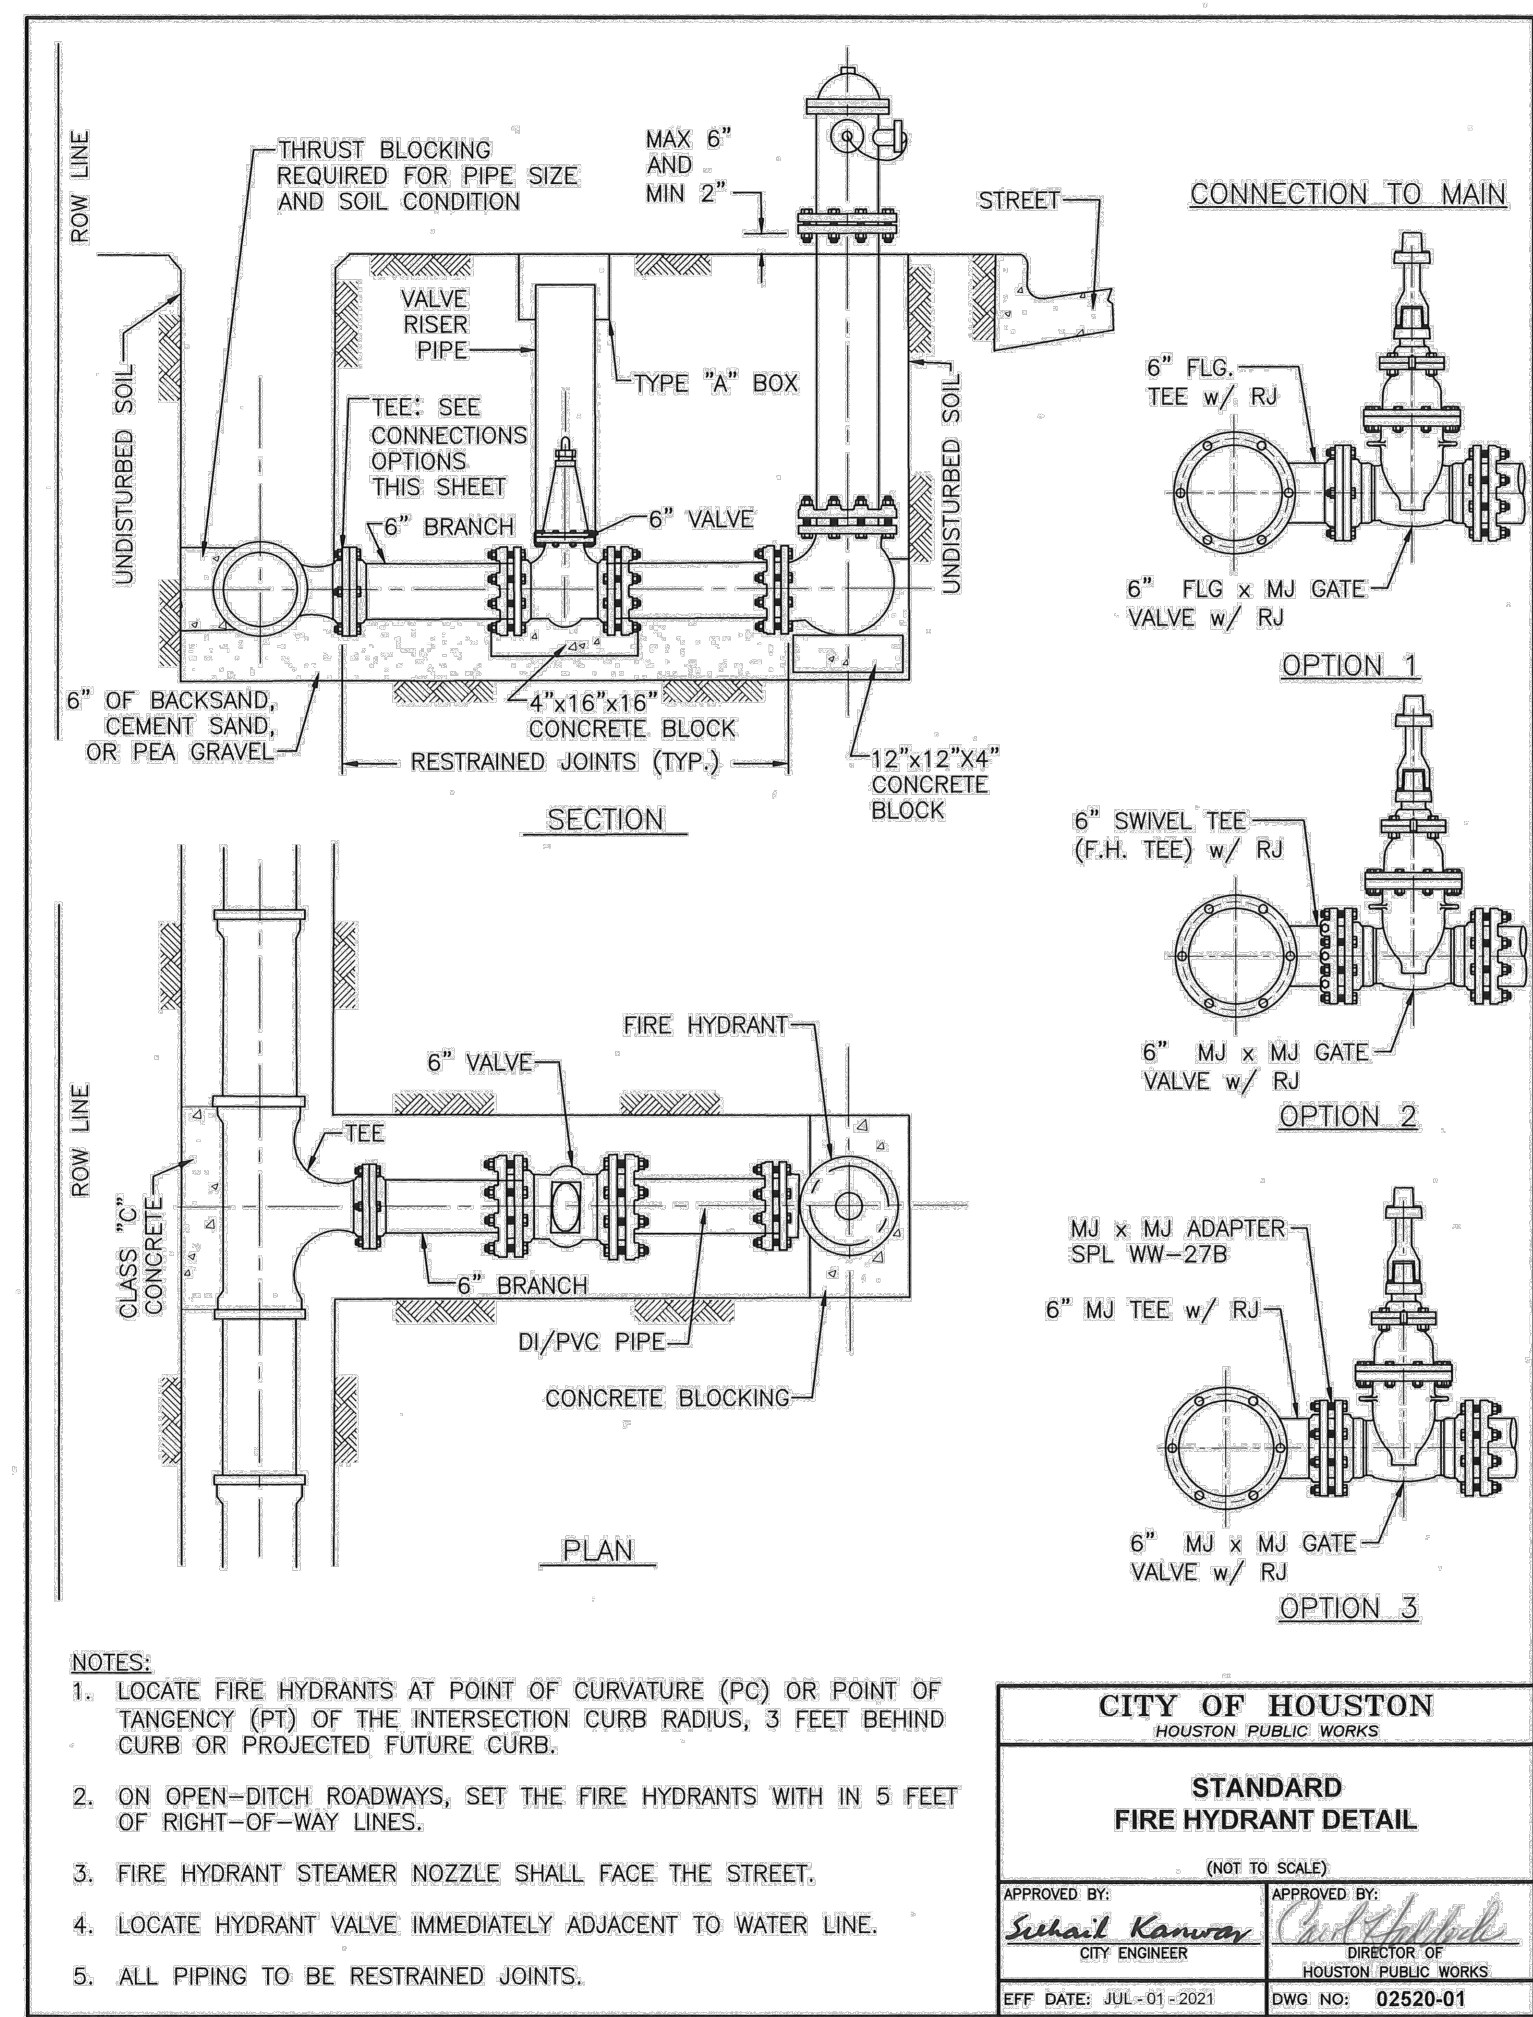 ROW LINE
THRUST BLOCKING
REQUIRED FOR PIPE SIZE
AND SOIL CONDITION
MAX 6"
AND
MIN 2"
STREET
UNDISTURBED SOIL
VALVE
RISER
PIPE
TYPE "A" BOX
TEE: SEE
CONNECTIONS
OPTIONS
THIS SHEET
6" BRANCH
6" VALVE
UNDISTURBED SOIL
6" OF BACKSAND,
CEMENT SAND,
OR PEA GRAVEL
4"x16"x16"
CONCRETE BLOCK
RESTRAINED JOINTS (TYP.)
12"x12"X4"
CONCRETE
BLOCK
SECTION
CONNECTION TO MAIN
6" FLG.
TEE w/ RJ
6" FLG x MJ GATE
VALVE w/ RJ
OPTION 1
6" SWIVEL TEE
(F.H. TEE) w/ RJ
6" MJ x MJ GATE
VALVE w/ RJ
OPTION 2
MJ x MJ ADAPTER
SPL WW-27B
6" MJ TEE w/ RJ
6" MJ x MJ GATE
VALVE w/ RJ
OPTION 3
ROW LINE
FIRE HYDRANT
6" VALVE
TEE
CLASS "C"
CONCRETE
6" BRANCH
DI/PVC PIPE
CONCRETE BLOCKING
PLAN
NOTES:
1. LOCATE FIRE HYDRANTS AT POINT OF CURVATURE (PC) OR POINT OF
TANGENCY (PT) OF THE INTERSECTION CURB RADIUS, 3 FEET BEHIND
CURB OR PROJECTED FUTURE CURB.
2. ON OPEN-DITCH ROADWAYS, SET THE FIRE HYDRANTS WITH IN 5 FEET
OF RIGHT-OF-WAY LINES.
3. FIRE HYDRANT STEAMER NOZZLE SHALL FACE THE STREET.
4. LOCATE HYDRANT VALVE IMMEDIATELY ADJACENT TO WATER LINE.
5. ALL PIPING TO BE RESTRAINED JOINTS.
CITY OF HOUSTON
HOUSTON PUBLIC WORKS
STANDARD
FIRE HYDRANT DETAIL
(NOT TO SCALE)
APPROVED BY:
Suhail Kanwar
CITY ENGINEER
APPROVED BY:
Carol Haddock
DIRECTOR OF
HOUSTON PUBLIC WORKS
EFF DATE: JUL-01-2021
DWG NO: 02520-01